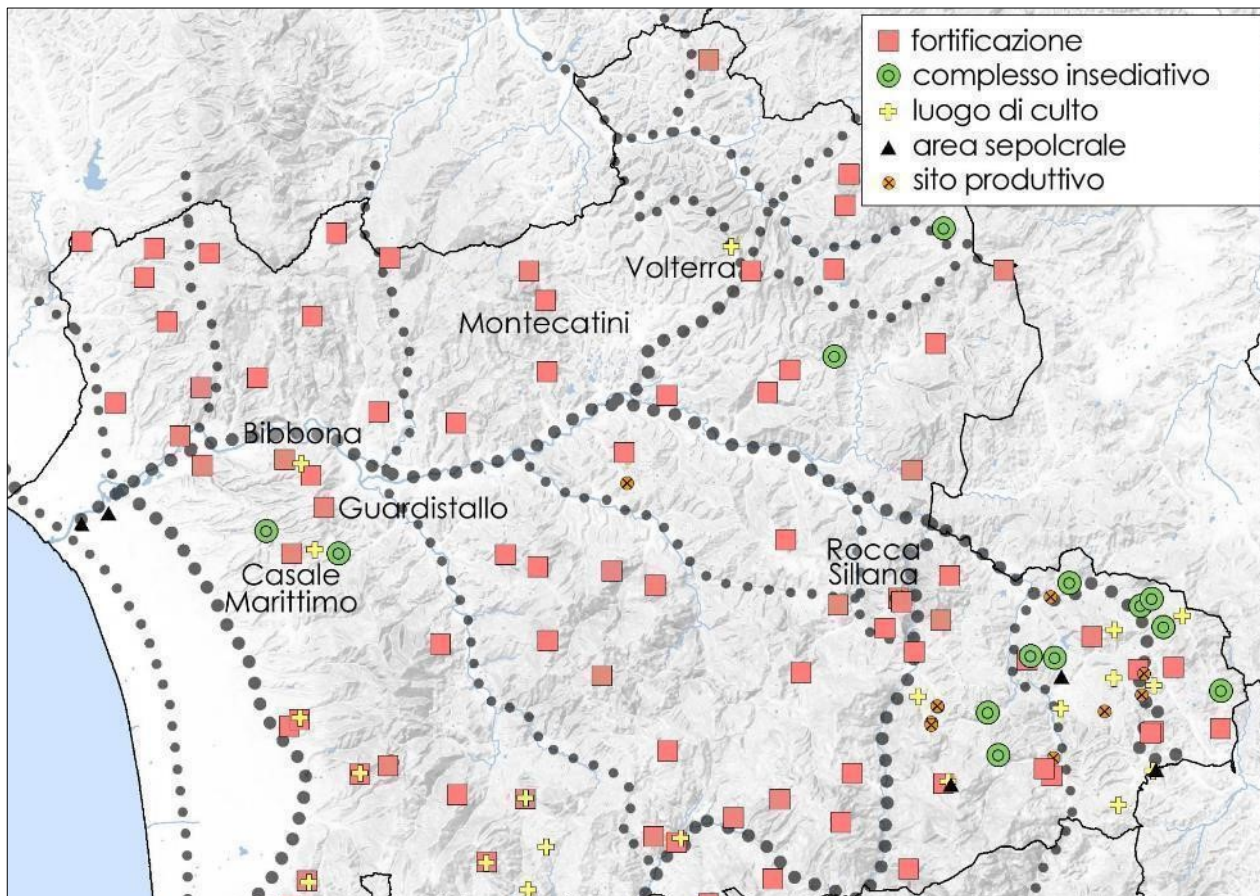 fortificazione
complesso insediativo
luogo di culto
area sepolcrale
sito produttivo
Volterra
Montecatini
Bibbona
Guardistallo
Rocca
Sillana
Casale
Marittimo